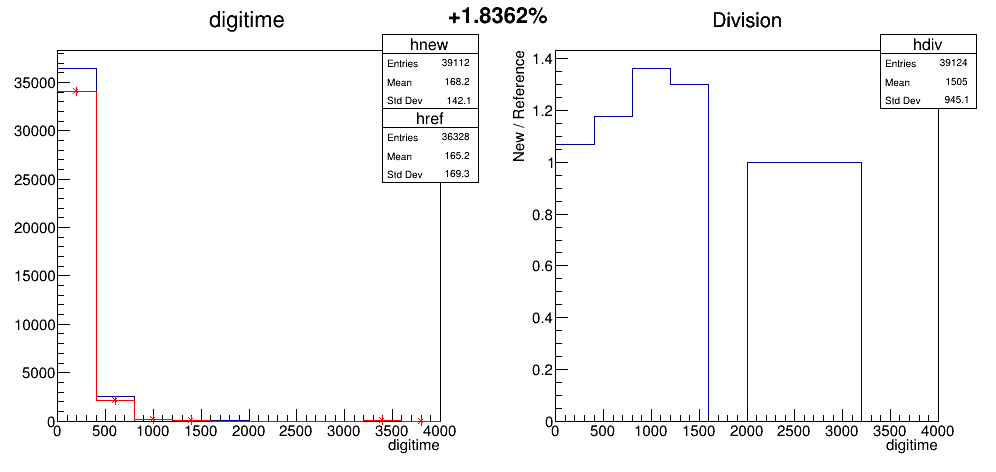 +1.8362%
digitime
hnew
Entries 39112
Mean 168.2
Std Dev 142.1
href
Entries 36328
Mean 165.2
Std Dev 169.3
35000
30000
25000
20000
15000
10000
5000
0
0 500 1000 1500 2000 2500 3000 3500 4000
digitime
Division
hdiv
Entries 39124
Mean 1505
Std Dev 945.1
New / Reference
1.4
1.2
1
0.8
0.6
0.4
0.2
0
0 500 1000 1500 2000 2500 3000 3500 4000
digitime